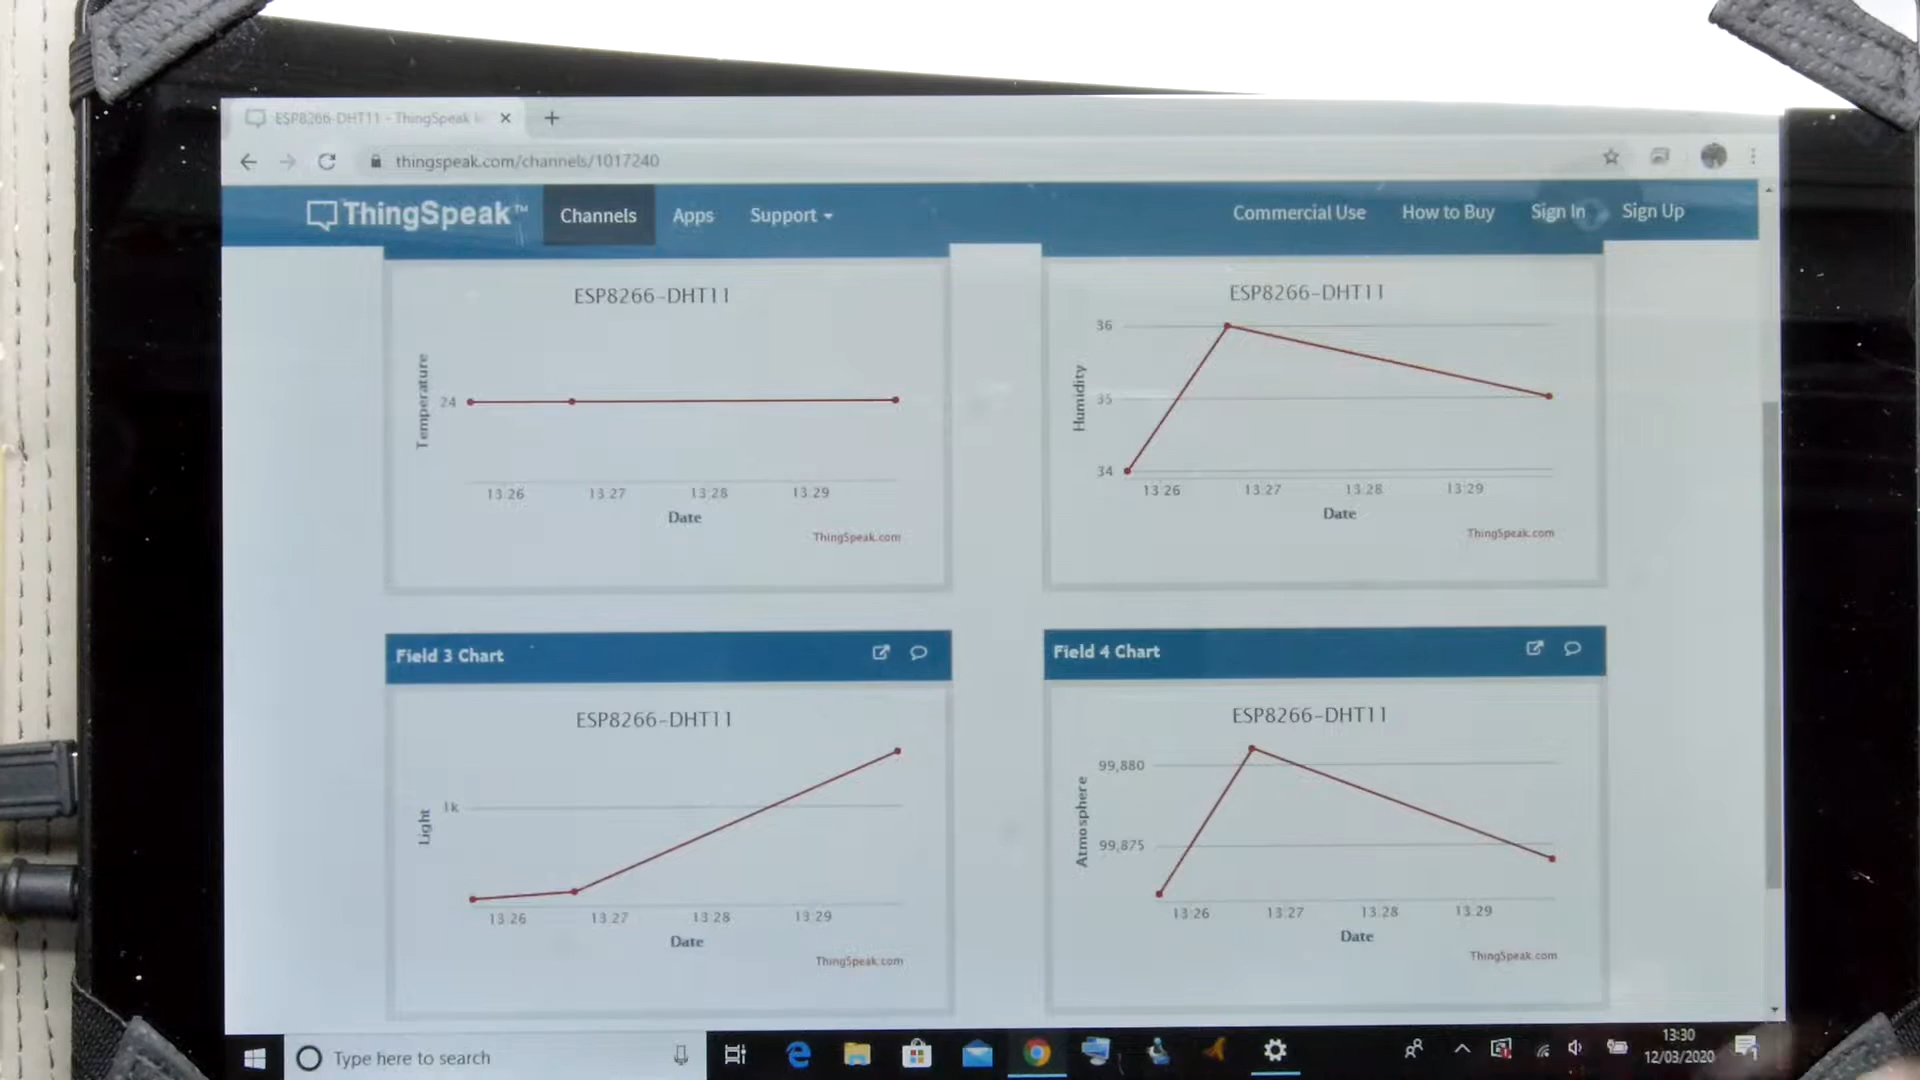 ESP8266-DHT11 - ThingSpeak
thingspeak.com/channels/1017240
ThingSpeak™ Channels Apps Support Commercial Use How to Buy Sign In Sign Up
ESP8266-DHT11
Temperature
24
13:26 13:27 13:28 13:29
Date
ThingSpeak.com
ESP8266-DHT11
Humidity
36
35
34
13:26 13:27 13:28 13:29
Date
ThingSpeak.com
Field 3 Chart
ESP8266-DHT11
Light
1k
13:26 13:27 13:28 13:29
Date
ThingSpeak.com
Field 4 Chart
ESP8266-DHT11
Atmosphere
99,880
99,875
13:26 13:27 13:28 13:29
Date
ThingSpeak.com
Type here to search
13:30
12/03/2020